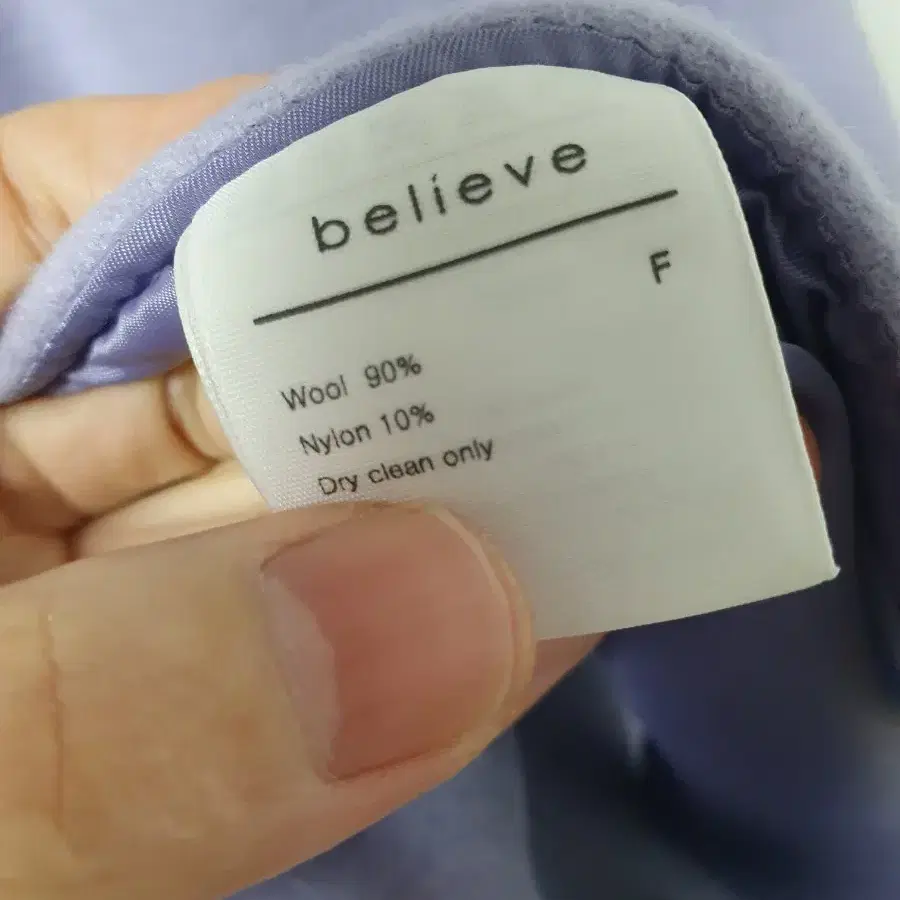 believe
F
Wool 90%
Nylon 10%
Dry clean only